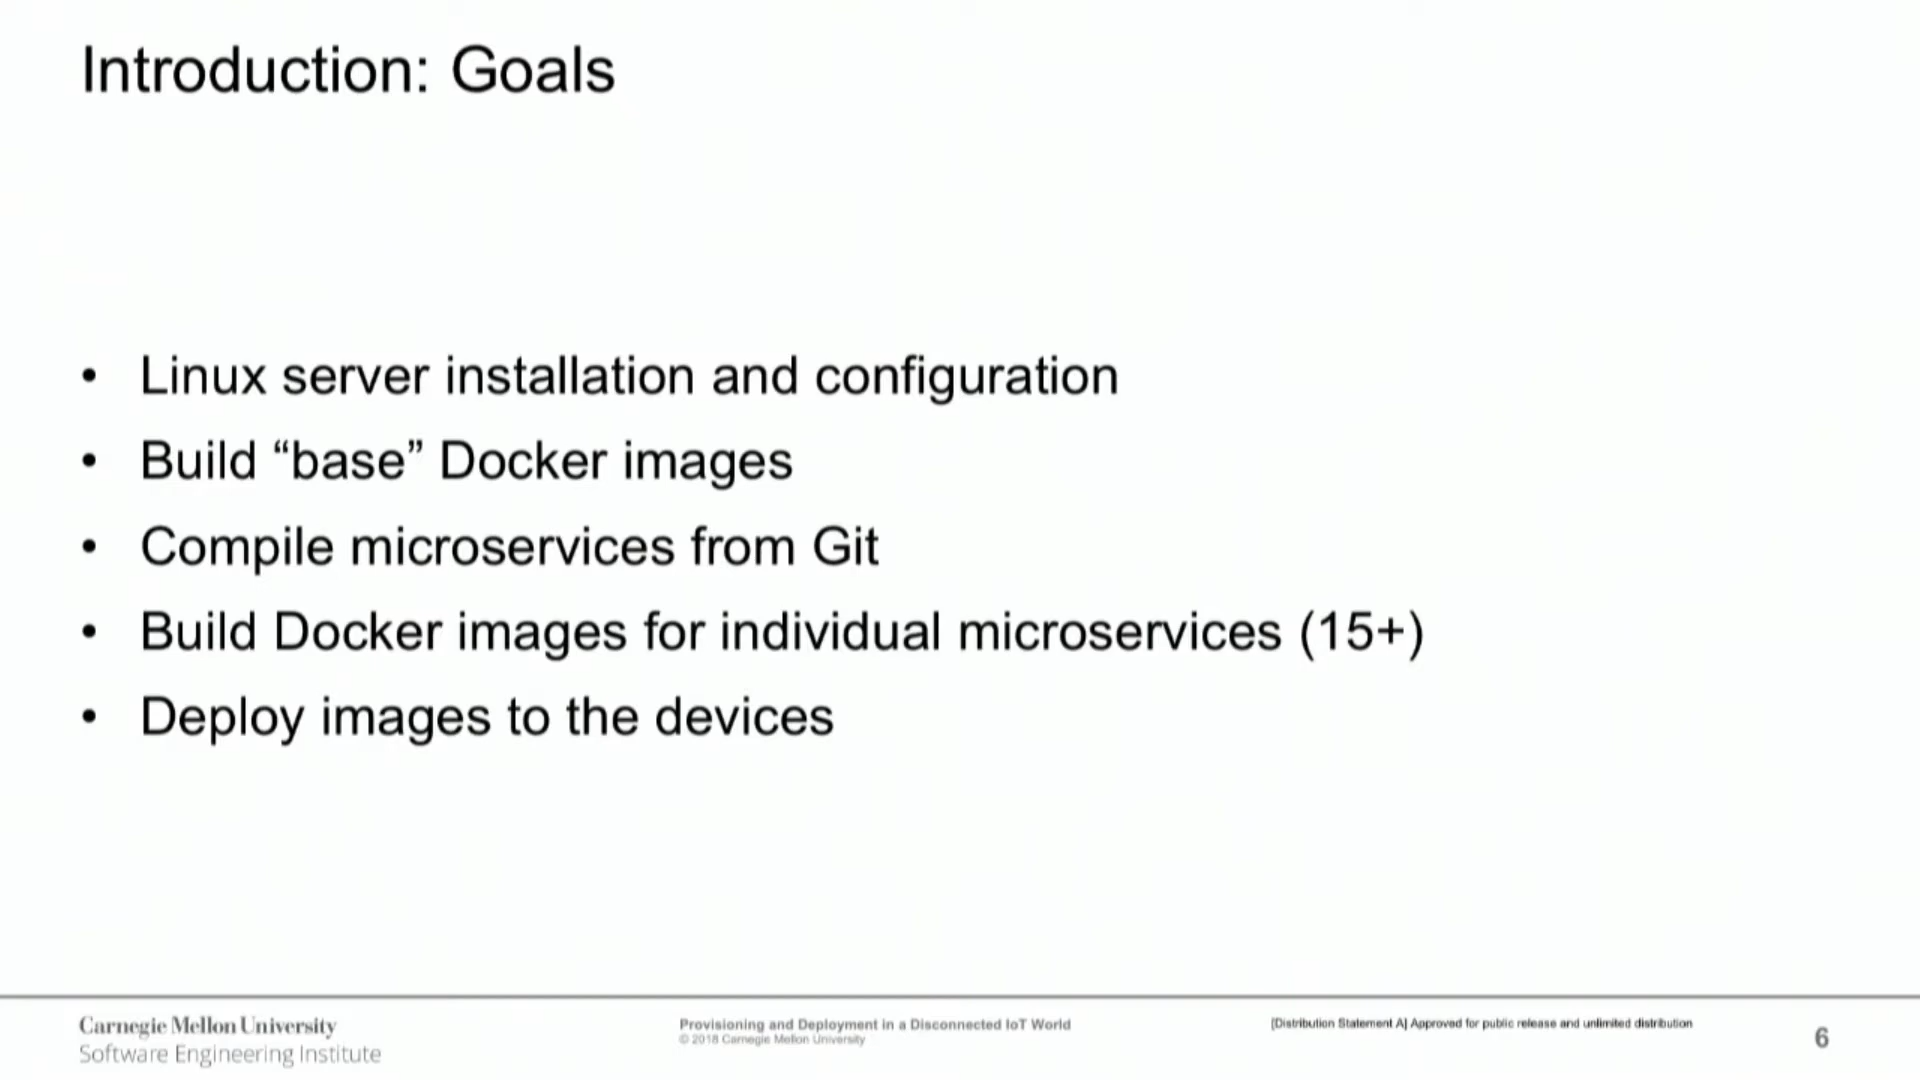 Introduction: Goals
• Linux server installation and configuration
• Build “base” Docker images
• Compile microservices from Git
• Build Docker images for individual microservices (15+)
• Deploy images to the devices
Carnegie Mellon University
Software Engineering Institute
Provisioning and Deployment in a Disconnected IoT World
© 2018 Carnegie Mellon University
[Distribution Statement A] Approved for public release and unlimited distribution
6